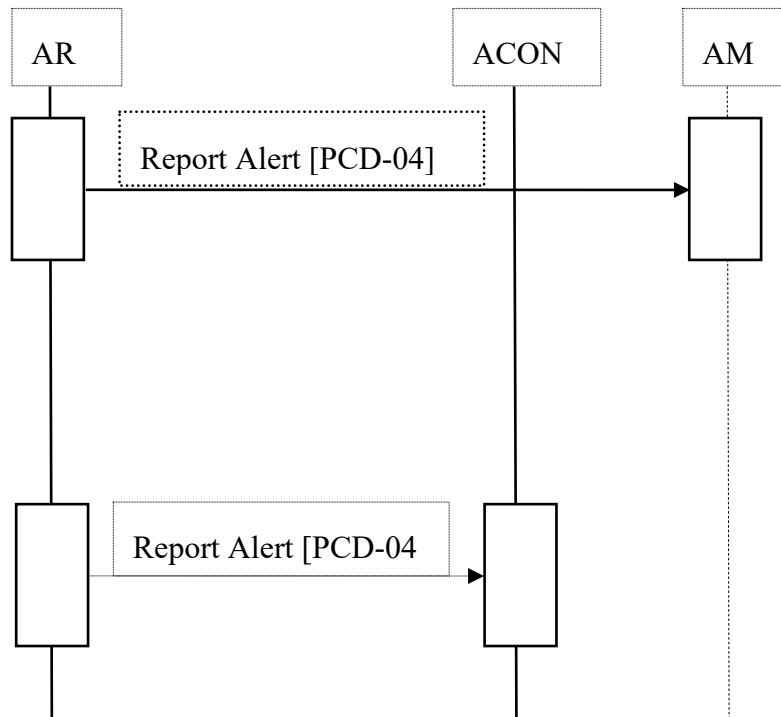 AR
ACON
AM
Report Alert [PCD-04]
Report Alert [PCD-04